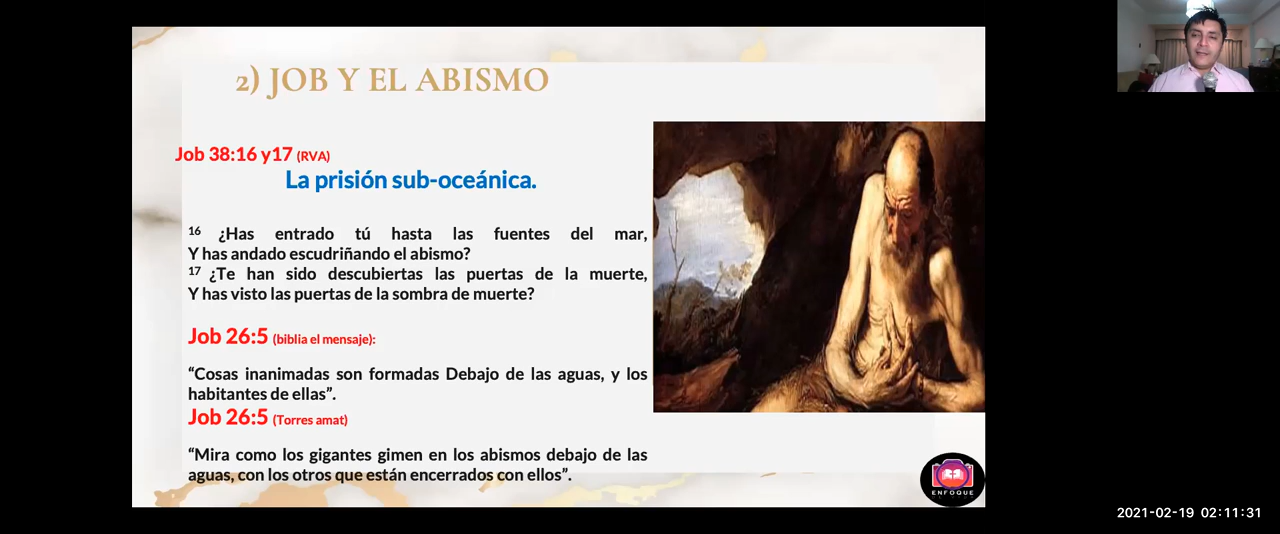 2) JOB Y EL ABISMO
Job 38:16 y17 (RVA)
La prisión sub-oceánica.
16 ¿Has entrado tú hasta las fuentes del mar,
Y has andado escudriñando el abismo?
17 ¿Te han sido descubiertas las puertas de la muerte,
Y has visto las puertas de la sombra de muerte?
Job 26:5 (biblia el mensaje):
“Cosas inanimadas son formadas Debajo de las aguas, y los
habitantes de ellas”.
Job 26:5 (Torres amat)
“Mira como los gigantes gimen en los abismos debajo de las
aguas, con los otros que están encerrados con ellos”.
ENFOQUE
2021-02-19 02:11:31